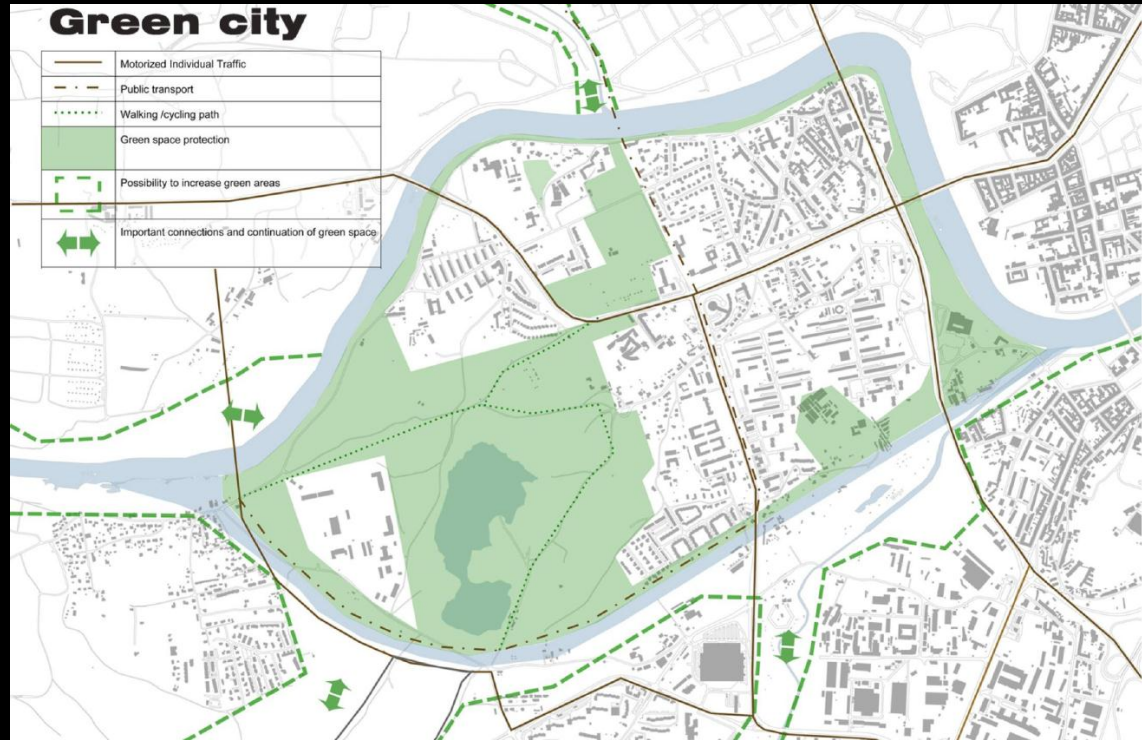 Green city
Motorized Individual Traffic
Public transport
Walking /cycling path
Green space protection
Possibility to increase green areas
Important connections and continuation of green space